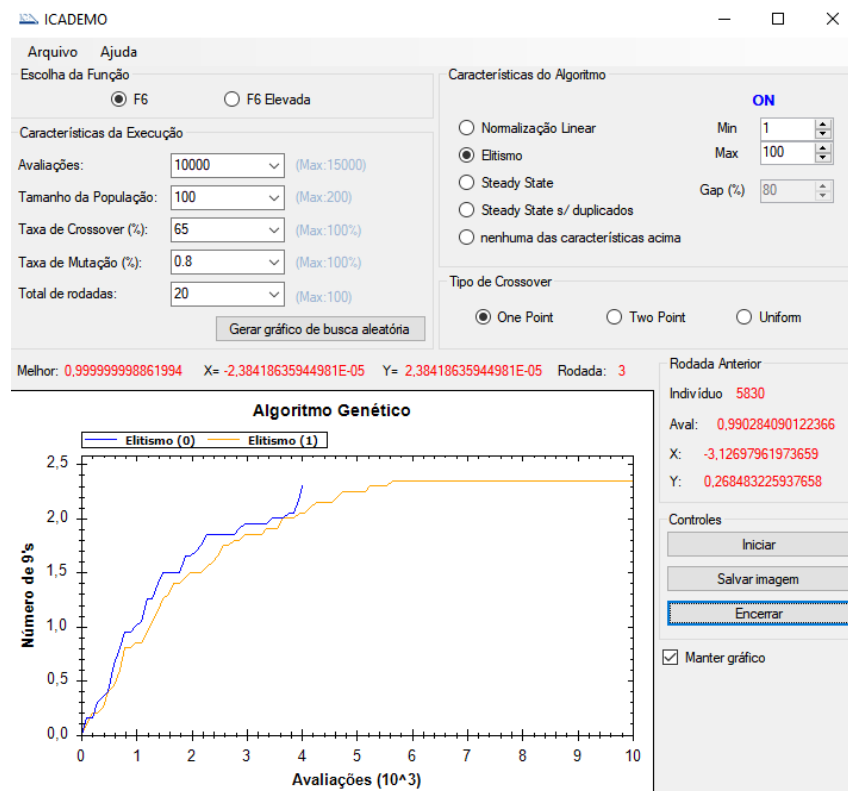 ICADEMO
Arquivo Ajuda
Escolha da Função
F6 F6 Elevada
Características da Execução
Avaliações: 10000 (Max:15000)
Tamanho da População: 100 (Max:200)
Taxa de Crossover (%): 65 (Max:100%)
Taxa de Mutação (%): 0.8 (Max:100%)
Total de rodadas: 20 (Max:100)
Gerar gráfico de busca aleatória
Características do Algoritmo
ON
Normalização Linear Min 1
Elitismo Max 100
Steady State Gap (%) 80
Steady State s/ duplicados
nenhuma das características acima
Tipo de Crossover
One Point Two Point Uniform
Melhor: 0,999999998861994 X= -2,38418635944981E-05 Y= 2,38418635944981E-05 Rodada: 3
Algoritmo Genético
Elitismo (0) Elitismo (1)
Número de 9's
2,5
2,0
1,5
1,0
0,5
0,0
0 1 2 3 4 5 6 7 8 9 10
Avaliações (10^3)
Rodada Anterior
Indivíduo 5830
Aval: 0,990284090122366
X: -3,12697961973659
Y: 0,268483225937658
Controles
Iniciar
Salvar imagem
Encerrar
Manter gráfico